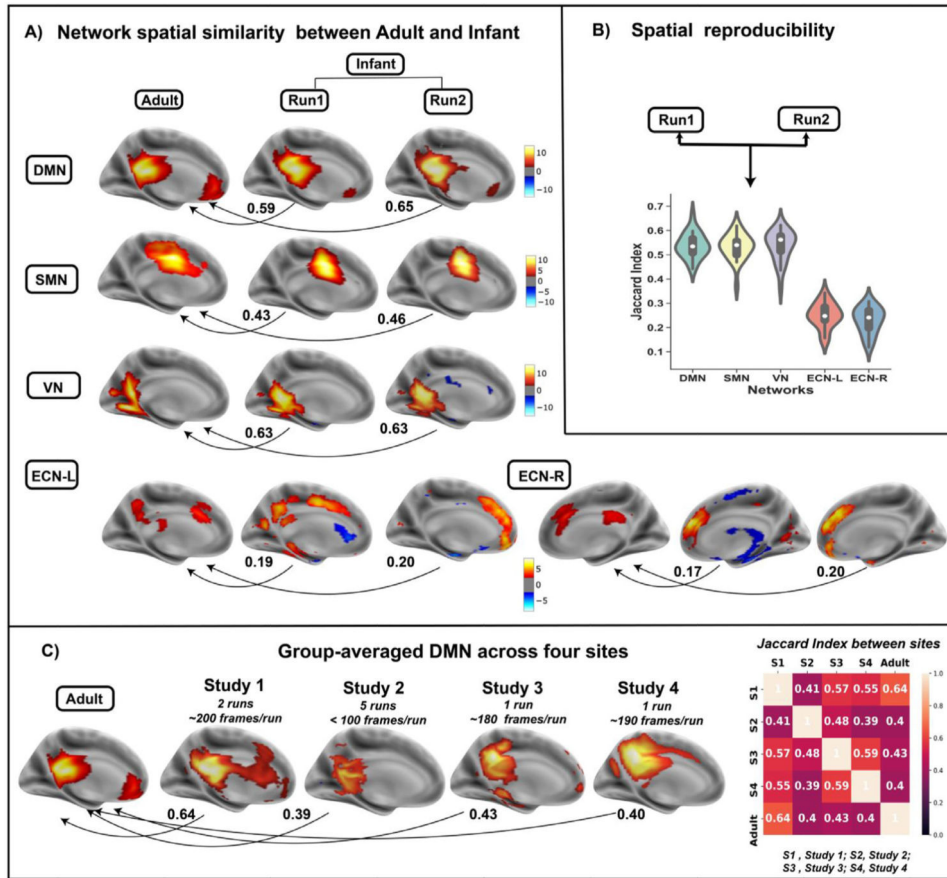 A) Network spatial similarity between Adult and Infant
Infant
Adult Run1 Run2
DMN
10
5
0
−5
−10
0.59 0.65
SMN
10
5
0
−5
−10
0.43 0.46
VN
10
5
0
−5
−10
0.63 0.63
ECN-L ECN-R
0.19 0.20 0.17 0.20
5
0
−5
B) Spatial reproducibility
Run1 Run2
Jaccard Index
0.7
0.6
0.5
0.4
0.3
0.2
0.1
DMN SMN VN ECN-L ECN-R
Networks
C) Group-averaged DMN across four sites
Adult
Study 1 Study 2 Study 3 Study 4
2 runs 5 runs 1 run 1 run
~200 frames/run < 100 frames/run ~180 frames/run ~190 frames/run
0.64 0.39 0.43 0.40
Jaccard Index between sites
S1 S2 S3 S4 Adult
S1 1 0.41 0.57 0.55 0.64
S2 0.41 1 0.48 0.39 0.4
S3 0.57 0.48 1 0.59 0.43
S4 0.55 0.39 0.59 1 0.4
Adult 0.64 0.4 0.43 0.4 1
1.0
0.8
0.6
0.4
0.2
0.0
S1 , Study 1; S2, Study 2;
S3 , Study 3; S4, Study 4